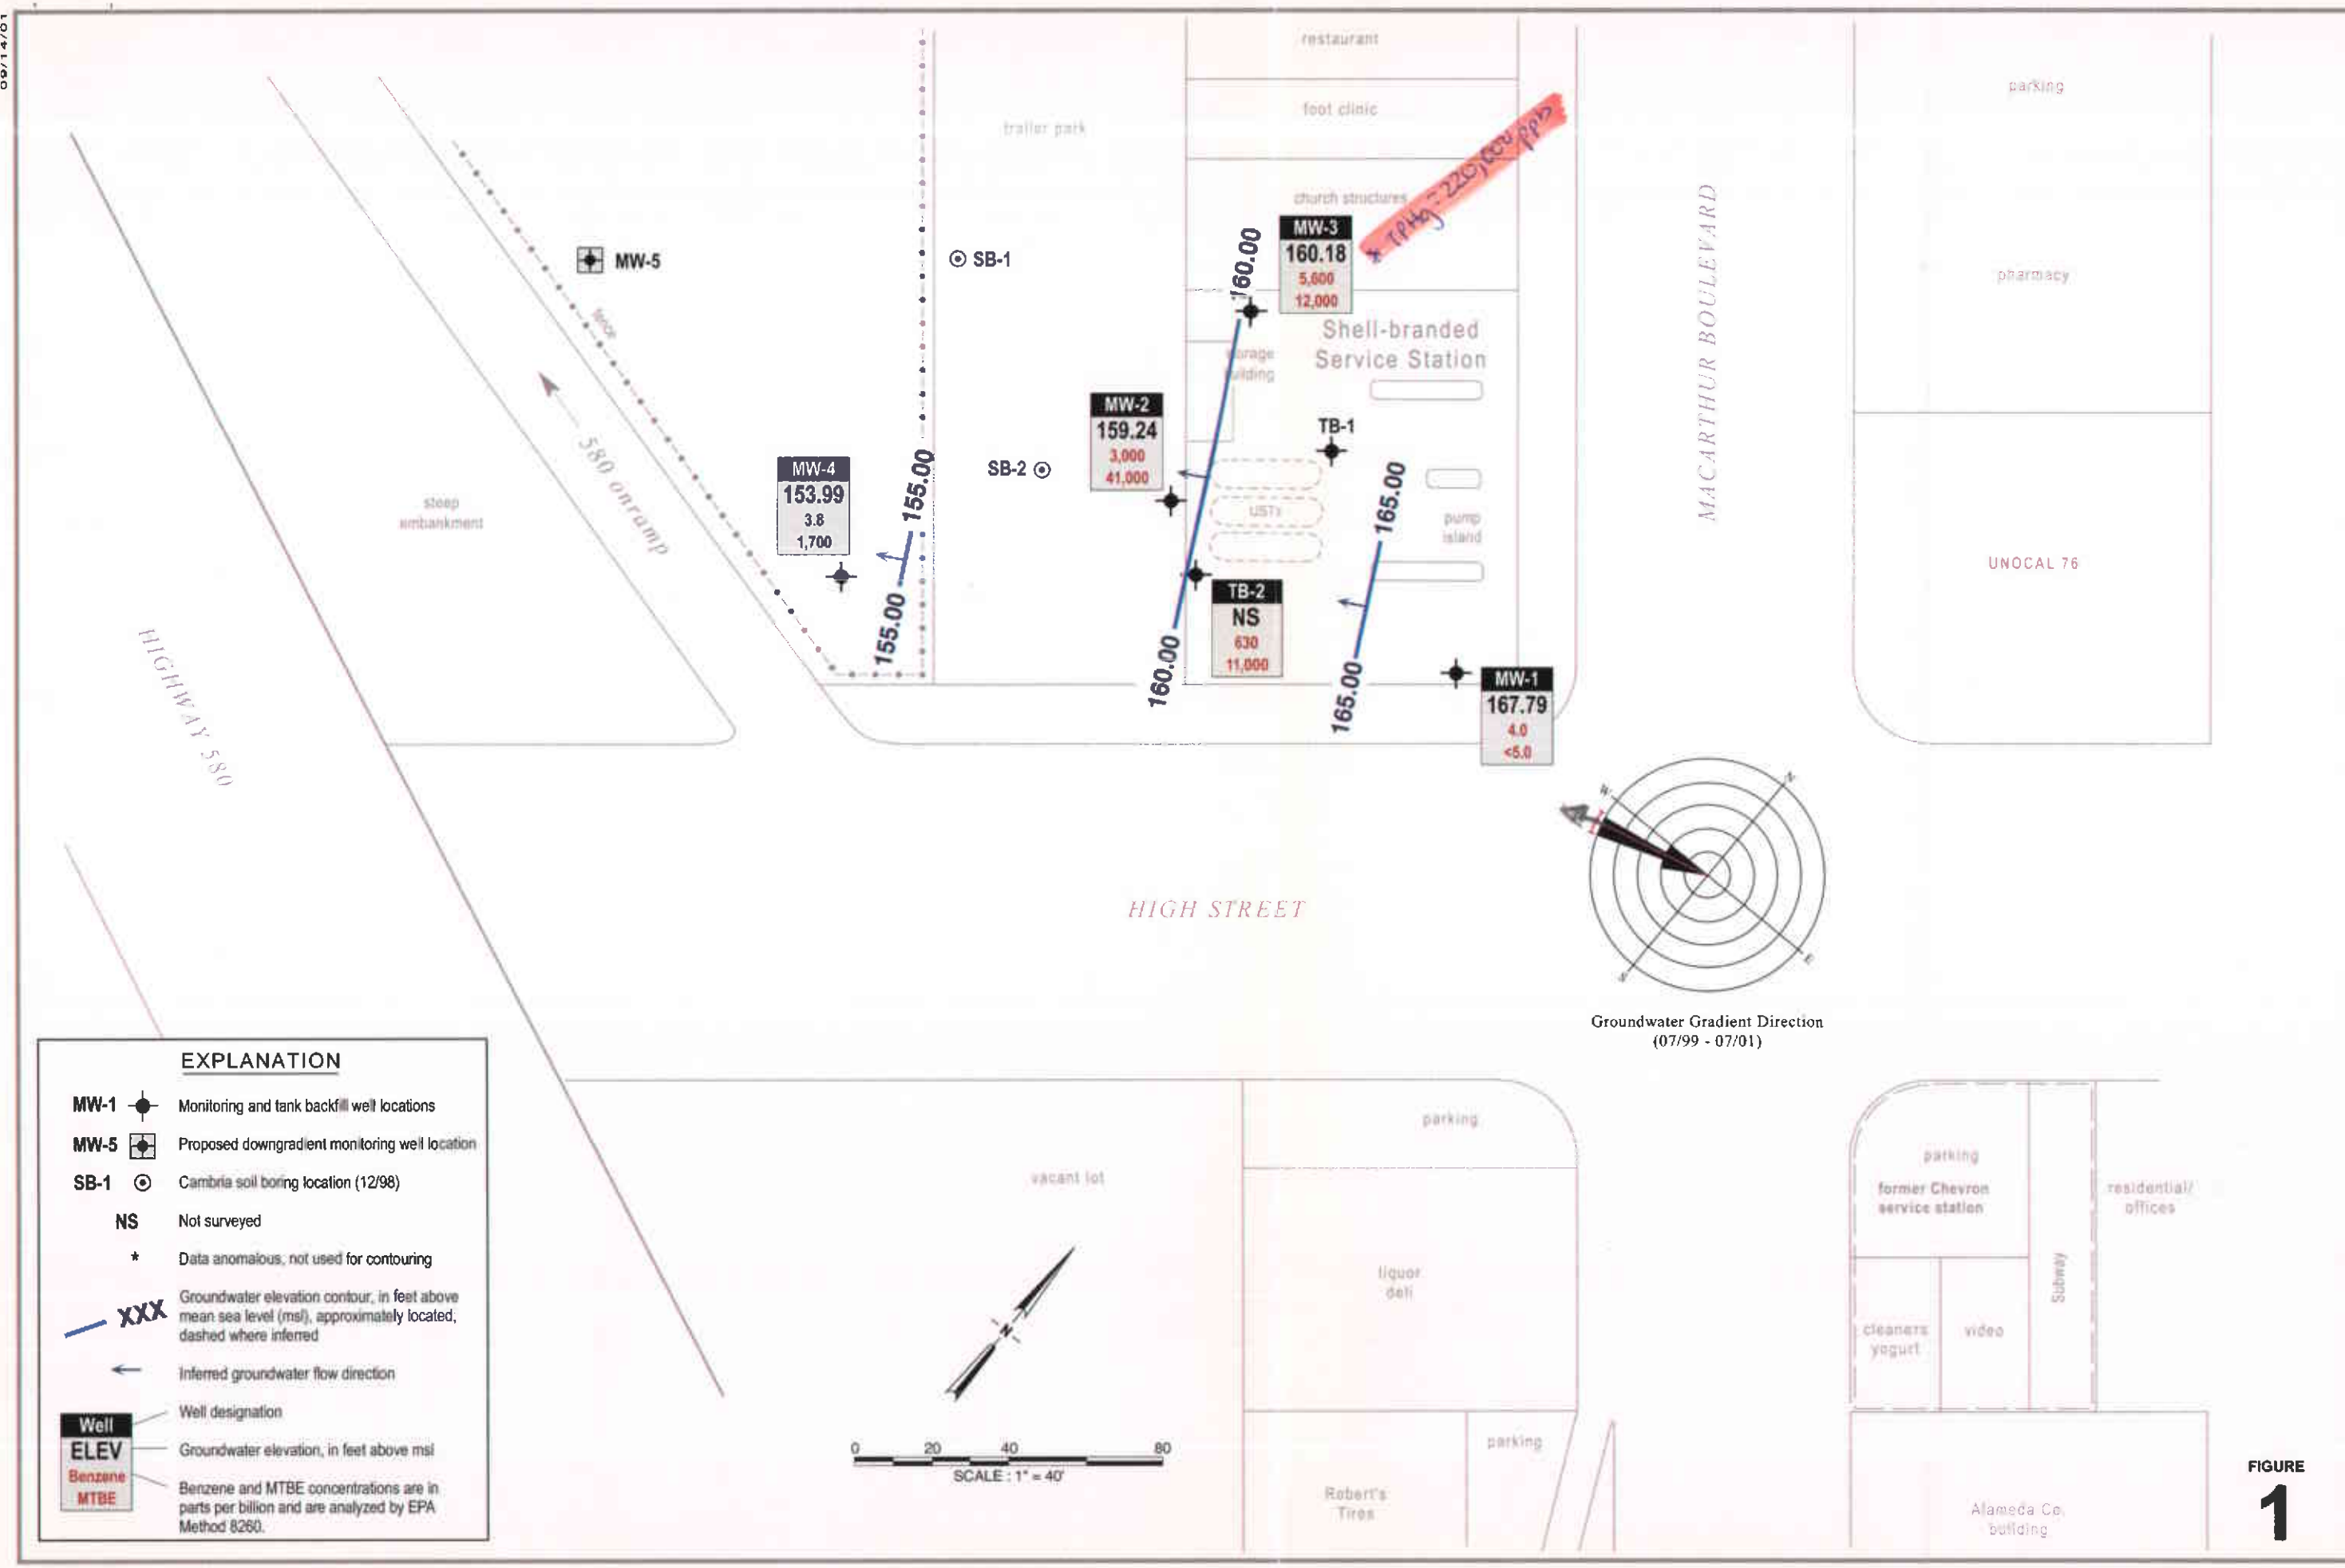 09/14/01
restaurant
foot clinic
church structures
* TPHg = 220,000 ppb
trailer park
parking
pharmacy
UNOCAL 76
MACARTHUR BOULEVARD
MW-5
fence
SB-1
SB-2
160.00
MW-3
160.18
5,600
12,000
Shell-branded
Service Station
MW-2
159.24
3,000
41,000
TB-1
USTs
pump
island
165.00
155.00
MW-4
153.99
3.8
1,700
155.00
580 onramp
steep
embankment
HIGHWAY 580
TB-2
NS
630
11,000
160.00
165.00
MW-1
167.79
4.0
<5.0
N
W
E
S
Groundwater Gradient Direction
(07/99 - 07/01)
HIGH STREET
EXPLANATION
MW-1 Monitoring and tank backfill well locations
MW-5 Proposed downgradient monitoring well location
SB-1 Cambria soil boring location (12/98)
NS Not surveyed
* Data anomalous, not used for contouring
XXX Groundwater elevation contour, in feet above
mean sea level (msl), approximately located;
dashed where inferred
Inferred groundwater flow direction
Well Well designation
ELEV Groundwater elevation, in feet above msl
Benzene
MTBE
Benzene and MTBE concentrations are in
parts per billion and are analyzed by EPA
Method 8260.
vacant lot
N
0 20 40 80
SCALE : 1" = 40'
parking
liquor
deli
parking
Robert's
Tires
parking
former Chevron
service station
Subway
residential/
offices
cleaners
yogurt
video
Alameda Co.
building
FIGURE
1